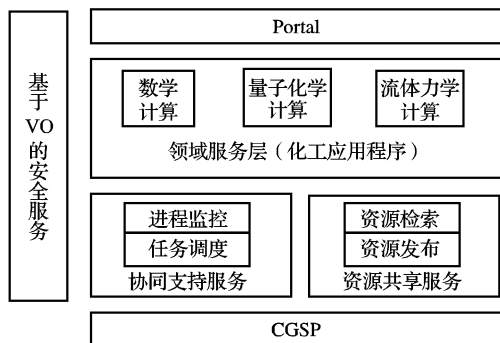 Portal
基
于
VO
的
安
全
服
务
数学
计算
量子化学
计算
流体力学
计算
领域服务层（化工应用程序）
进程监控
任务调度
协同支持服务
资源检索
资源发布
资源共享服务
CGSP